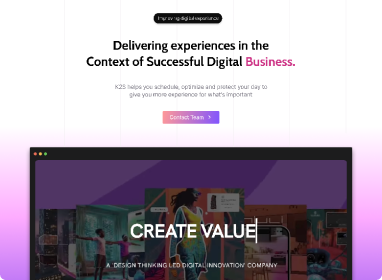 Improving digital experience
Delivering experiences in the
Context of Successful Digital Business.
K25 helps you schedule, optimize and protect your day to
give you more experience for what's important
Contact Team >
CREATE VALUE
A 'DESIGN THINKING LED DIGITAL INNOVATION' COMPANY